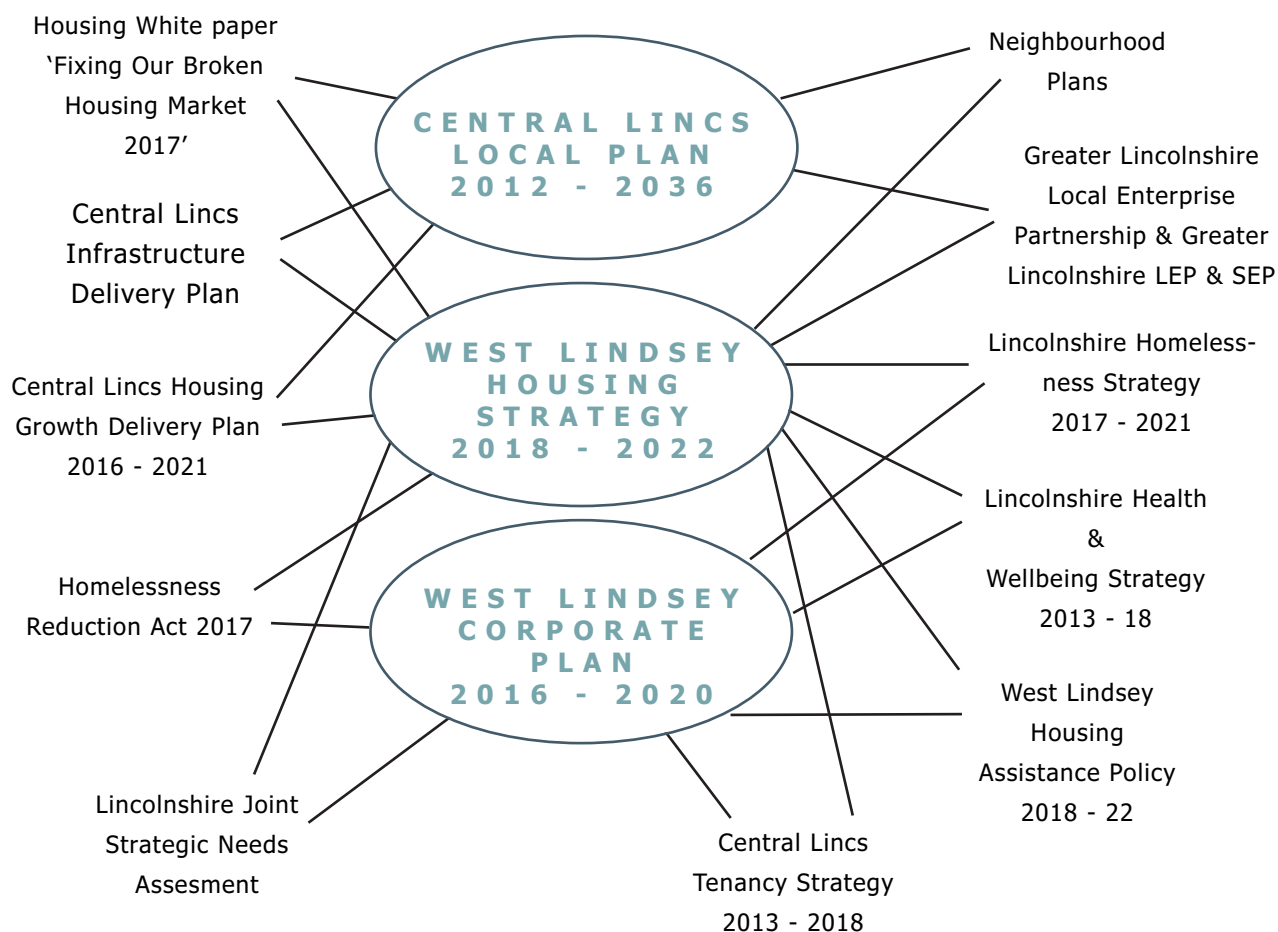 Housing White paper
‘Fixing Our Broken
Housing Market
2017’
Central Lincs
Infrastructure
Delivery Plan
Central Lincs Housing
Growth Delivery Plan
2016 - 2021
Homelessness
Reduction Act 2017
Lincolnshire Joint
Strategic Needs
Assesment
CENTRAL LINCS
LOCAL PLAN
2012 - 2036
WEST LINDSEY
HOUSING
STRATEGY
2018 - 2022
WEST LINDSEY
CORPORATE
PLAN
2016 - 2020
Neighbourhood
Plans
Greater Lincolnshire
Local Enterprise
Partnership & Greater
Lincolnshire LEP & SEP
Lincolnshire Homeless-
ness Strategy
2017 - 2021
Lincolnshire Health
&
Wellbeing Strategy
2013 - 18
West Lindsey
Housing
Assistance Policy
2018 - 22
Central Lincs
Tenancy Strategy
2013 - 2018